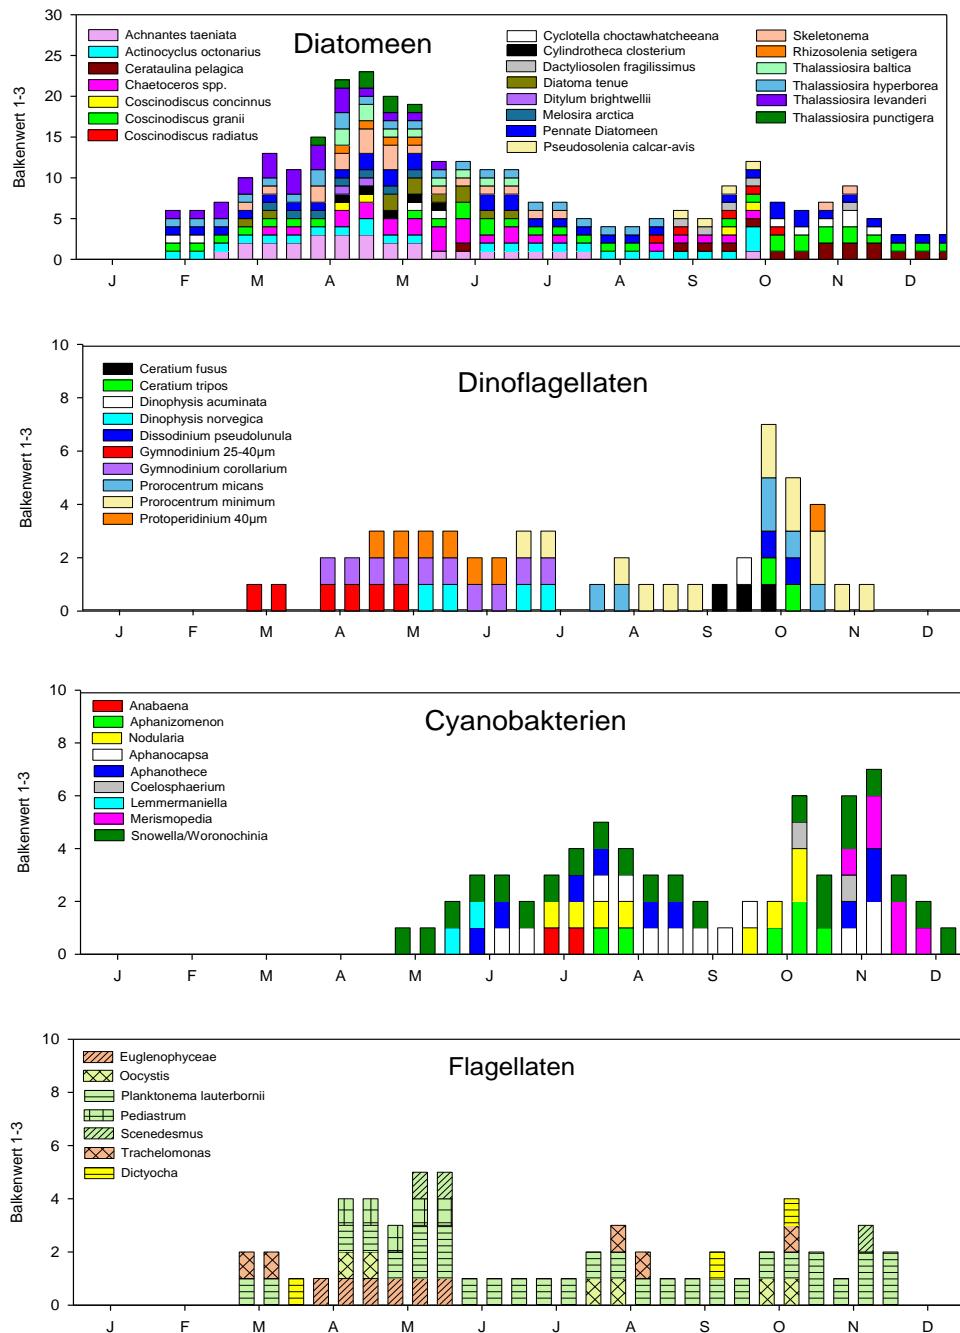 Diatomeen
Balkenwert 1-3
30
25
20
15
10
5
0
Achnantes taeniata
Actinocyclus octonarius
Cerataulina pelagica
Chaetoceros spp.
Coscinodiscus concinnus
Coscinodiscus granii
Coscinodiscus radiatus
Cyclotella choctawhatcheeana
Cylindrotheca closterium
Dactyliosolen fragilissimus
Diatoma tenue
Ditylum brightwellii
Melosira arctica
Pennate Diatomeen
Pseudosolenia calcar-avis
Skeletonema
Rhizosolenia setigera
Thalassiosira baltica
Thalassiosira hyperborea
Thalassiosira levanderi
Thalassiosira punctigera
J F M A M J J A S O N D
Dinoflagellaten
Balkenwert 1-3
10
8
6
4
2
0
Ceratium fusus
Ceratium tripos
Dinophysis acuminata
Dinophysis norvegica
Dissodinium pseudolunula
Gymnodinium 25-40µm
Gymnodinium corollarium
Prorocentrum micans
Prorocentrum minimum
Protoperidinium 40µm
J F M A M J J A S O N D
Cyanobakterien
Balkenwert 1-3
10
8
6
4
2
0
Anabaena
Aphanizomenon
Nodularia
Aphanocapsa
Aphanothece
Coelosphaerium
Lemmermaniella
Merismopedia
Snowella/Woronochinia
J F M A M J J A S O N D
Flagellaten
Balkenwert 1-3
10
8
6
4
2
0
Euglenophyceae
Oocystis
Planktonema lauterbornii
Pediastrum
Scenedesmus
Trachelomonas
Dictyocha
J F M A M J J A S O N D